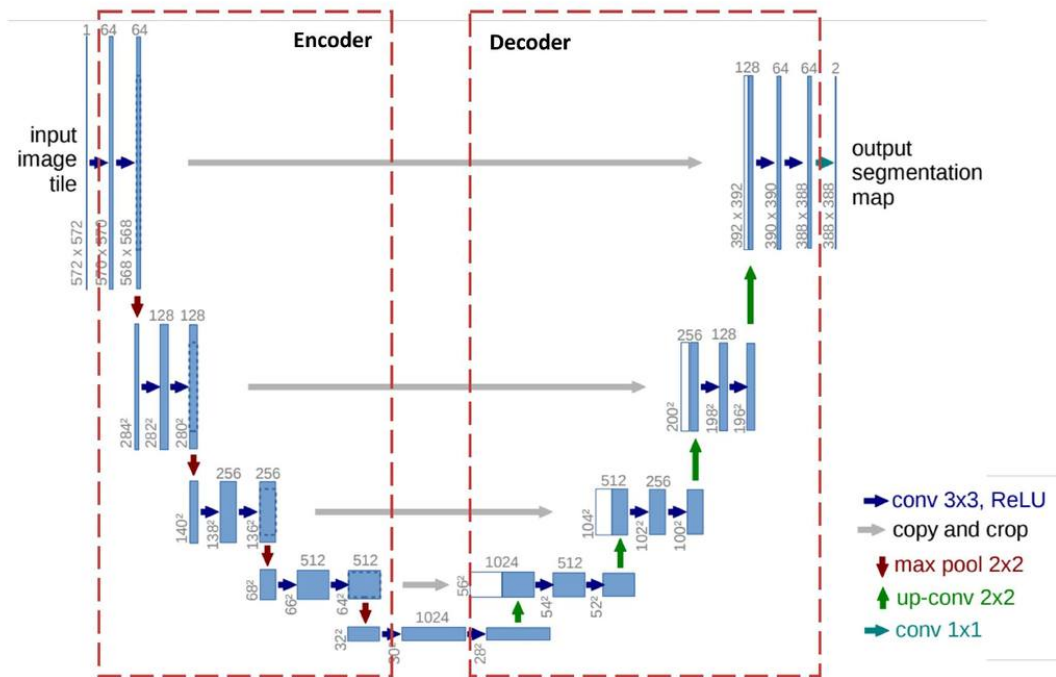 Encoder
Decoder
1 64 64
128 64 64 2
input
image
tile
output
segmentation
map
572 x 572
570 x 570
568 x 568
392 x 392
390 x 390
388 x 388
388 x 388
128 128
256 128
284²
282²
280²
200²
198²
196²
256 256
512 256
140²
138²
136²
104²
102²
100²
512 512
1024 512
68²
66²
64²
56²
54²
52²
1024
32²
30²
28²
conv 3x3, ReLU
copy and crop
max pool 2x2
up-conv 2x2
conv 1x1